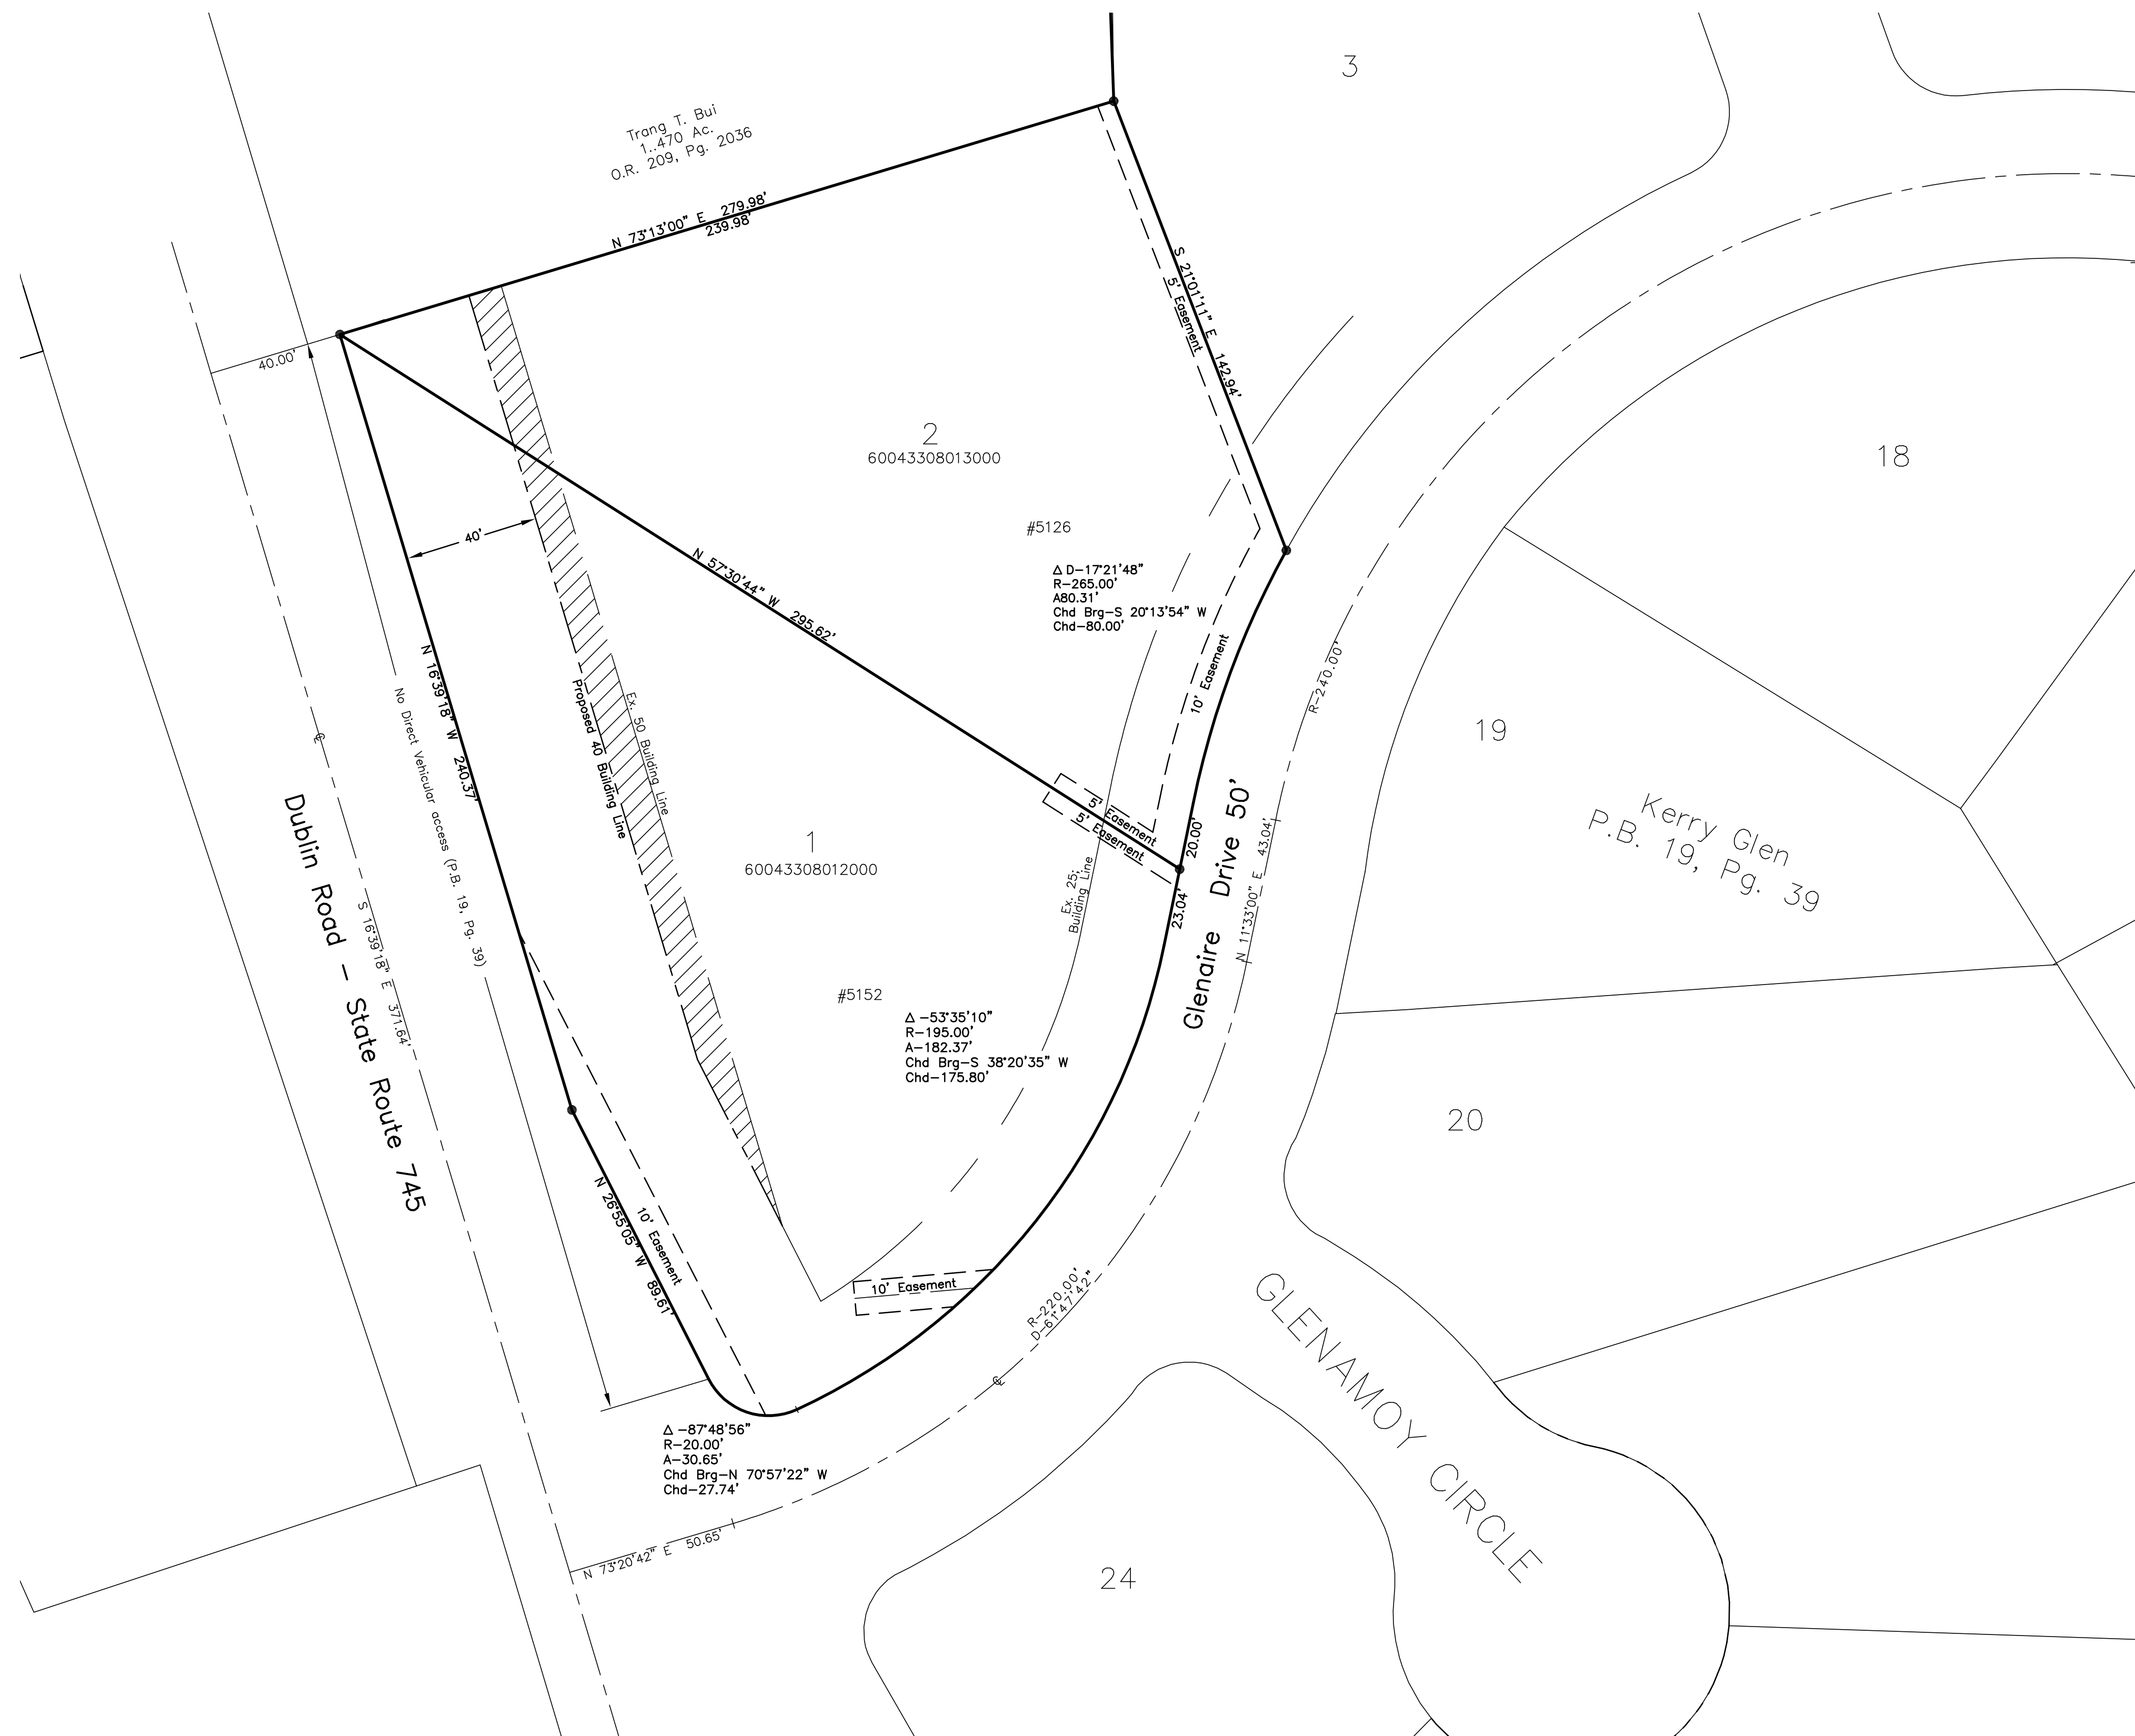 3
Trang T. Bui
1..470 Ac.
O.R. 209, Pg. 2036
N 73°13'00" E 279.98'
239.98'
40.00'
S 21°01'11" E 142.94'
5' Easement
2
60043308013000
#5126
Δ D-17°21'48"
R-265.00'
A80.31'
Chd Brg-S 20°13'54" W
Chd-80.00'
18
40'
N 57°30'44" W 295.62'
10' Easement
R-240.00'
N 16°39'18" W 240.37'
No Direct Vehicular access (P.B. 19, Pg. 39)
Proposed 40 Building Line
Ex. 50 Building Line
℄
19
Kerry Glen
P.B. 19, Pg. 39
5' Easement
5' Easement
20.00'
23.04'
Glenaire Drive 50'
N 11°33'00" E 43.04'
Ex. 25;
Building Line
1
60043308012000
#5152
Δ -53°35'10"
R-195.00'
A-182.37'
Chd Brg-S 38°20'35" W
Chd-175.80'
Dublin Road - State Route 745
S 16°39'18" E 371.64'
20
N 26°55'05" W 89.61'
10' Easement
10' Easement
R-220.00'
D-61°47'42"
℄
GLENAMOY CIRCLE
Δ -87°48'56"
R-20.00'
A-30.65'
Chd Brg-N 70°57'22" W
Chd-27.74'
N 73°20'42" E 50.65'
24